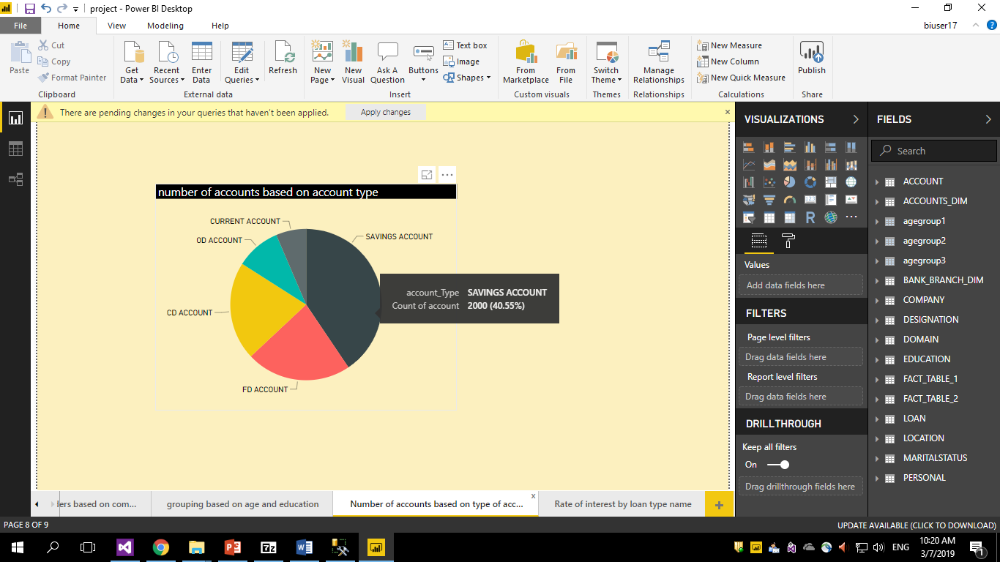 project - Power BI Desktop
File Home View Modeling Help biuser17
Paste Cut Copy Format Painter
Clipboard
Get Data Recent Sources Enter Data Edit Queries Refresh
External data
New Page New Visual Ask A Question Buttons Text box Image Shapes
Insert
From Marketplace From File
Custom visuals
Switch Theme
Themes
Manage Relationships
Relationships
New Measure
New Column
New Quick Measure
Calculations
Publish
Share
There are pending changes in your queries that haven't been applied. Apply changes
number of accounts based on account type
CURRENT ACCOUNT
OD ACCOUNT
SAVINGS ACCOUNT
account_Type SAVINGS ACCOUNT
Count of account 2000 (40.55%)
CD ACCOUNT
FD ACCOUNT
VISUALIZATIONS
R
Values
Add data fields here
FILTERS
Page level filters
Drag data fields here
Report level filters
Drag data fields here
DRILLTHROUGH
Keep all filters
On
Drag drillthrough fields here
FIELDS
Search
ACCOUNT
ACCOUNTS_DIM
agegroup1
agegroup2
agegroup3
BANK_BRANCH_DIM
COMPANY
DESIGNATION
DOMAIN
EDUCATION
FACT_TABLE_1
FACT_TABLE_2
LOAN
LOCATION
MARITALSTATUS
PERSONAL
lers based on com... grouping based on age and education Number of accounts based on type of acc... x Rate of interest by loan type name +
PAGE 8 OF 9 UPDATE AVAILABLE (CLICK TO DOWNLOAD)
7z ENG 10:20 AM
3/7/2019 1